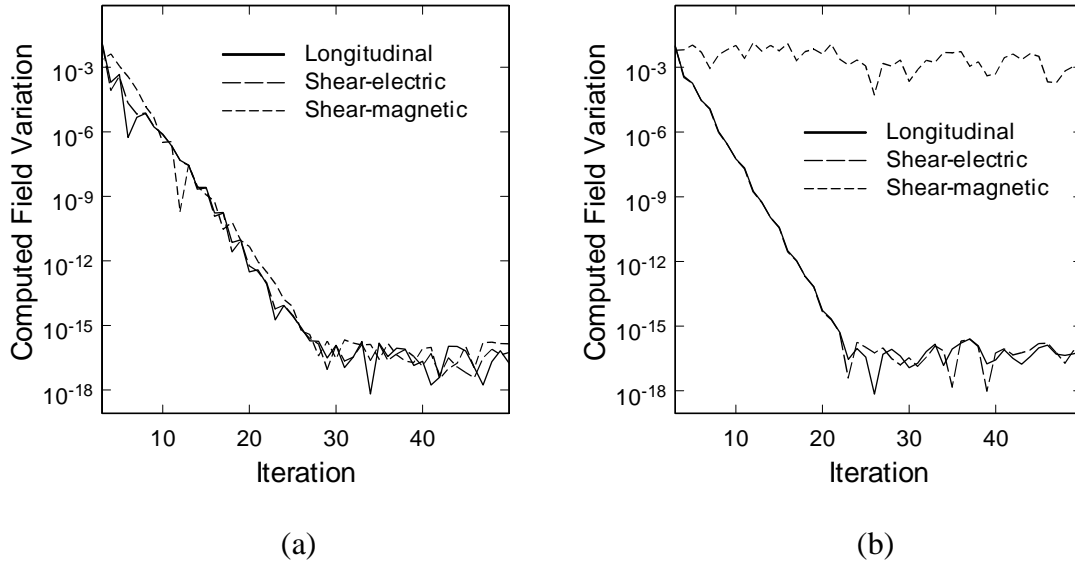 Computed Field Variation
10-3
10-6
10-9
10-12
10-15
10-18
Longitudinal
Shear-electric
Shear-magnetic
10 20 30 40
Iteration
(a)
Computed Field Variation
10-3
10-6
10-9
10-12
10-15
10-18
Longitudinal
Shear-electric
Shear-magnetic
10 20 30 40
Iteration
(b)